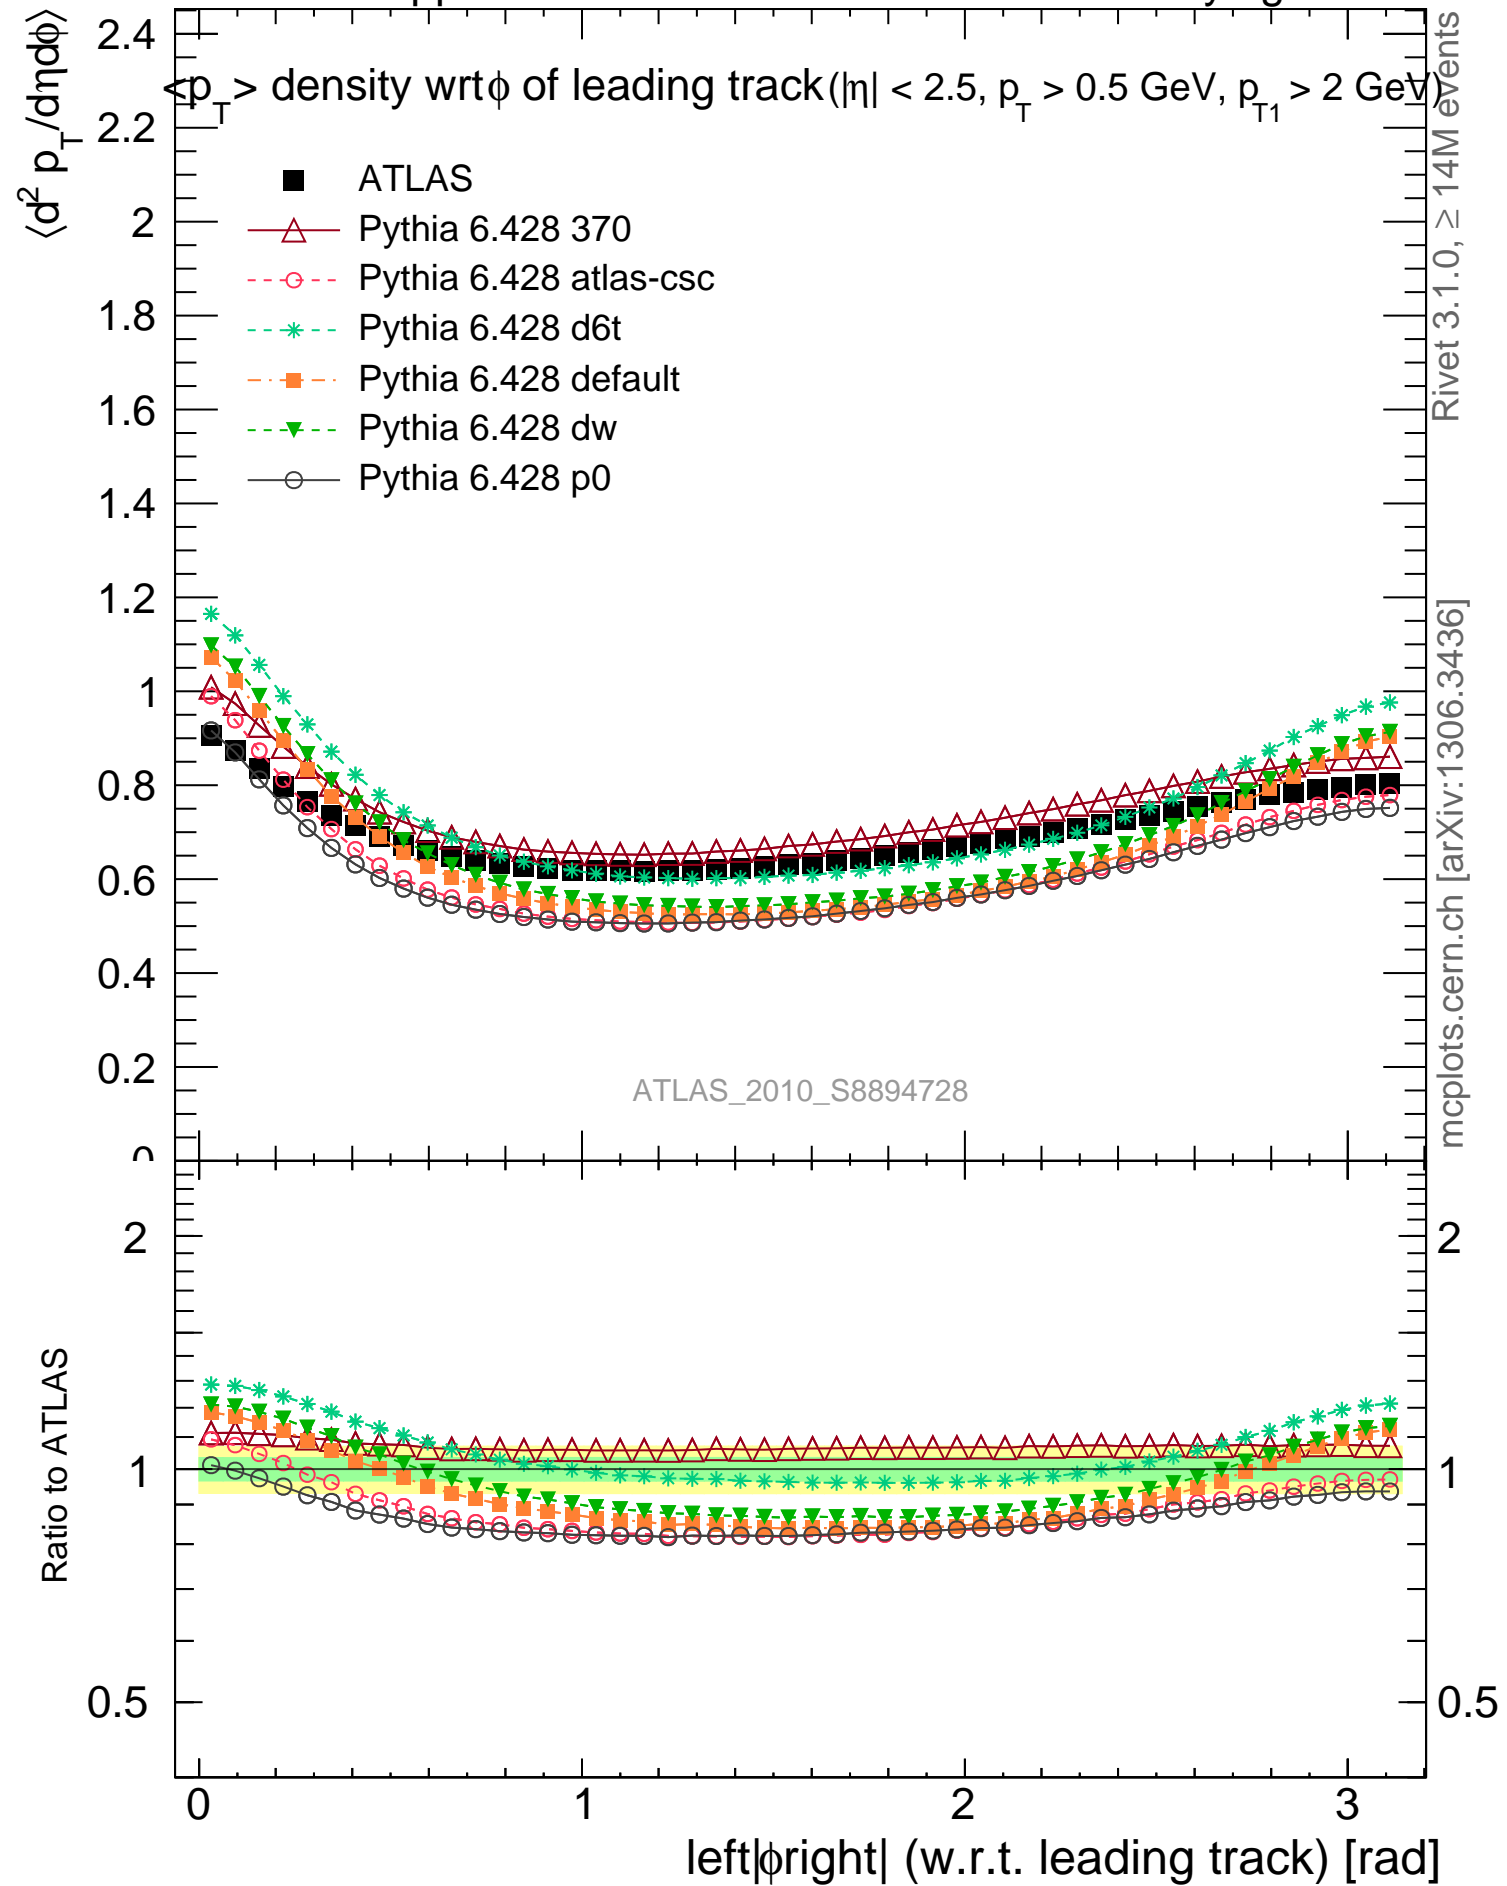 <p_T> density wrt ϕ of leading track (|η| < 2.5, p_T > 0.5 GeV, p_T1 > 2 GeV)
⟨d² p_T/dηdϕ⟩
2.4
2.2
2
1.8
1.6
1.4
1.2
1
0.8
0.6
0.4
0.2
0
ATLAS
Pythia 6.428 370
Pythia 6.428 atlas-csc
Pythia 6.428 d6t
Pythia 6.428 default
Pythia 6.428 dw
Pythia 6.428 p0
ATLAS_2010_S8894728
Rivet 3.1.0, ≥ 14M events
mcplots.cern.ch [arXiv:1306.3436]
Ratio to ATLAS
2
1
0.5
2
1
0.5
0
1
2
3
left|ϕright| (w.r.t. leading track) [rad]